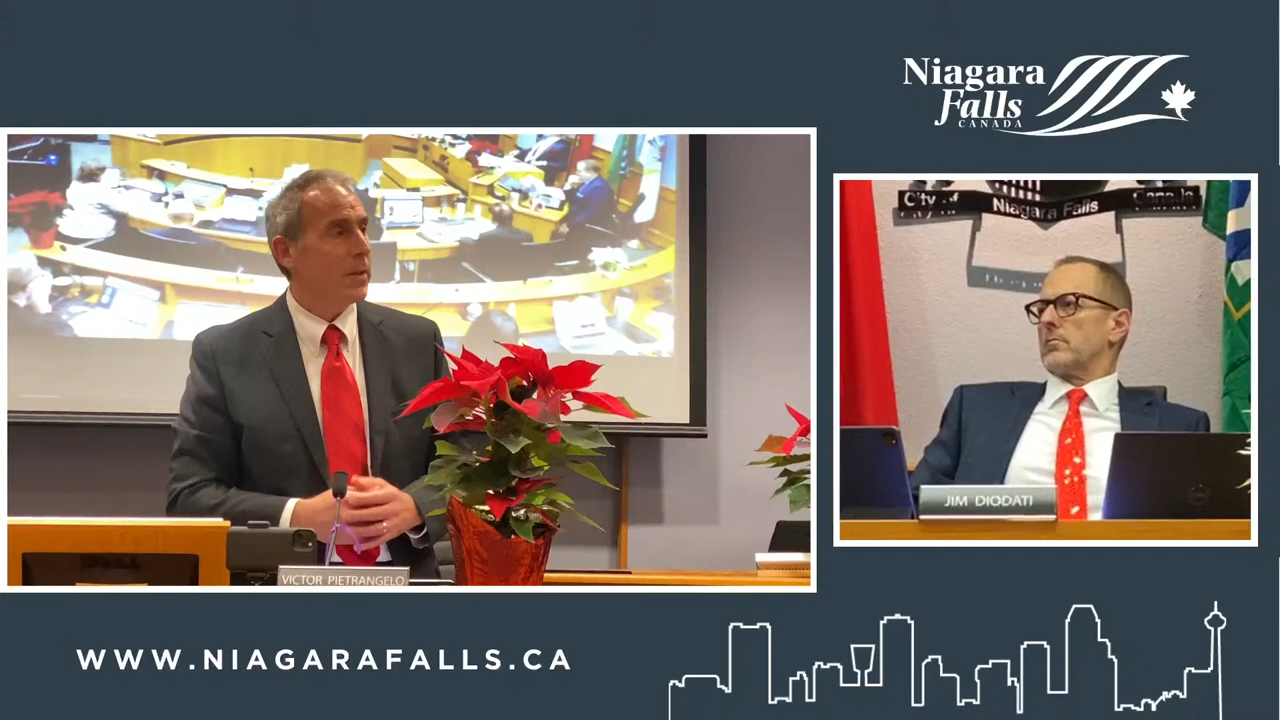 Niagara
Falls
CANADA
City of
Niagara Falls
Canada
JIM DIODATI
VICTOR PIETRANGELO
WWW.NIAGARAFALLS.CA